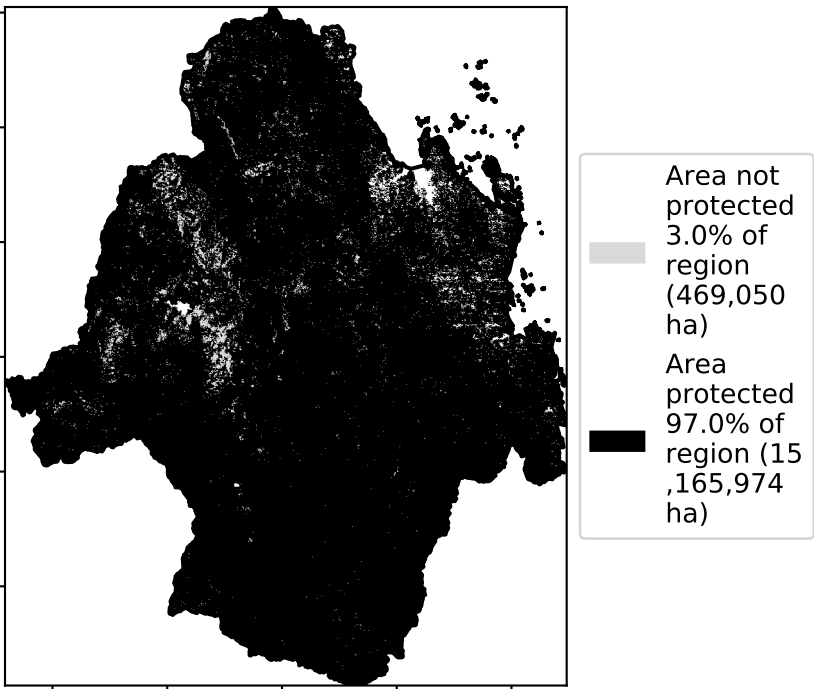 Area not
protected
3.0% of
region
(469,050
ha)
Area
protected
97.0% of
region (15
,165,974
ha)